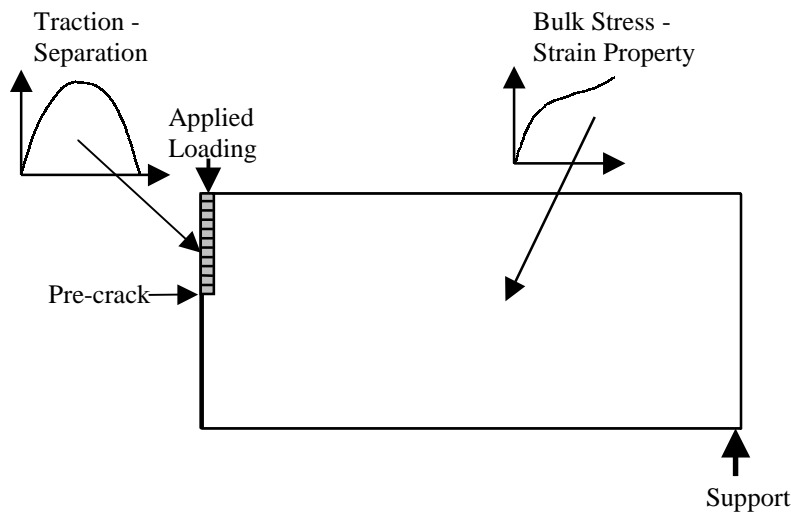 Traction -
Separation
Bulk Stress -
Strain Property
Applied
Loading
Pre-crack
Support